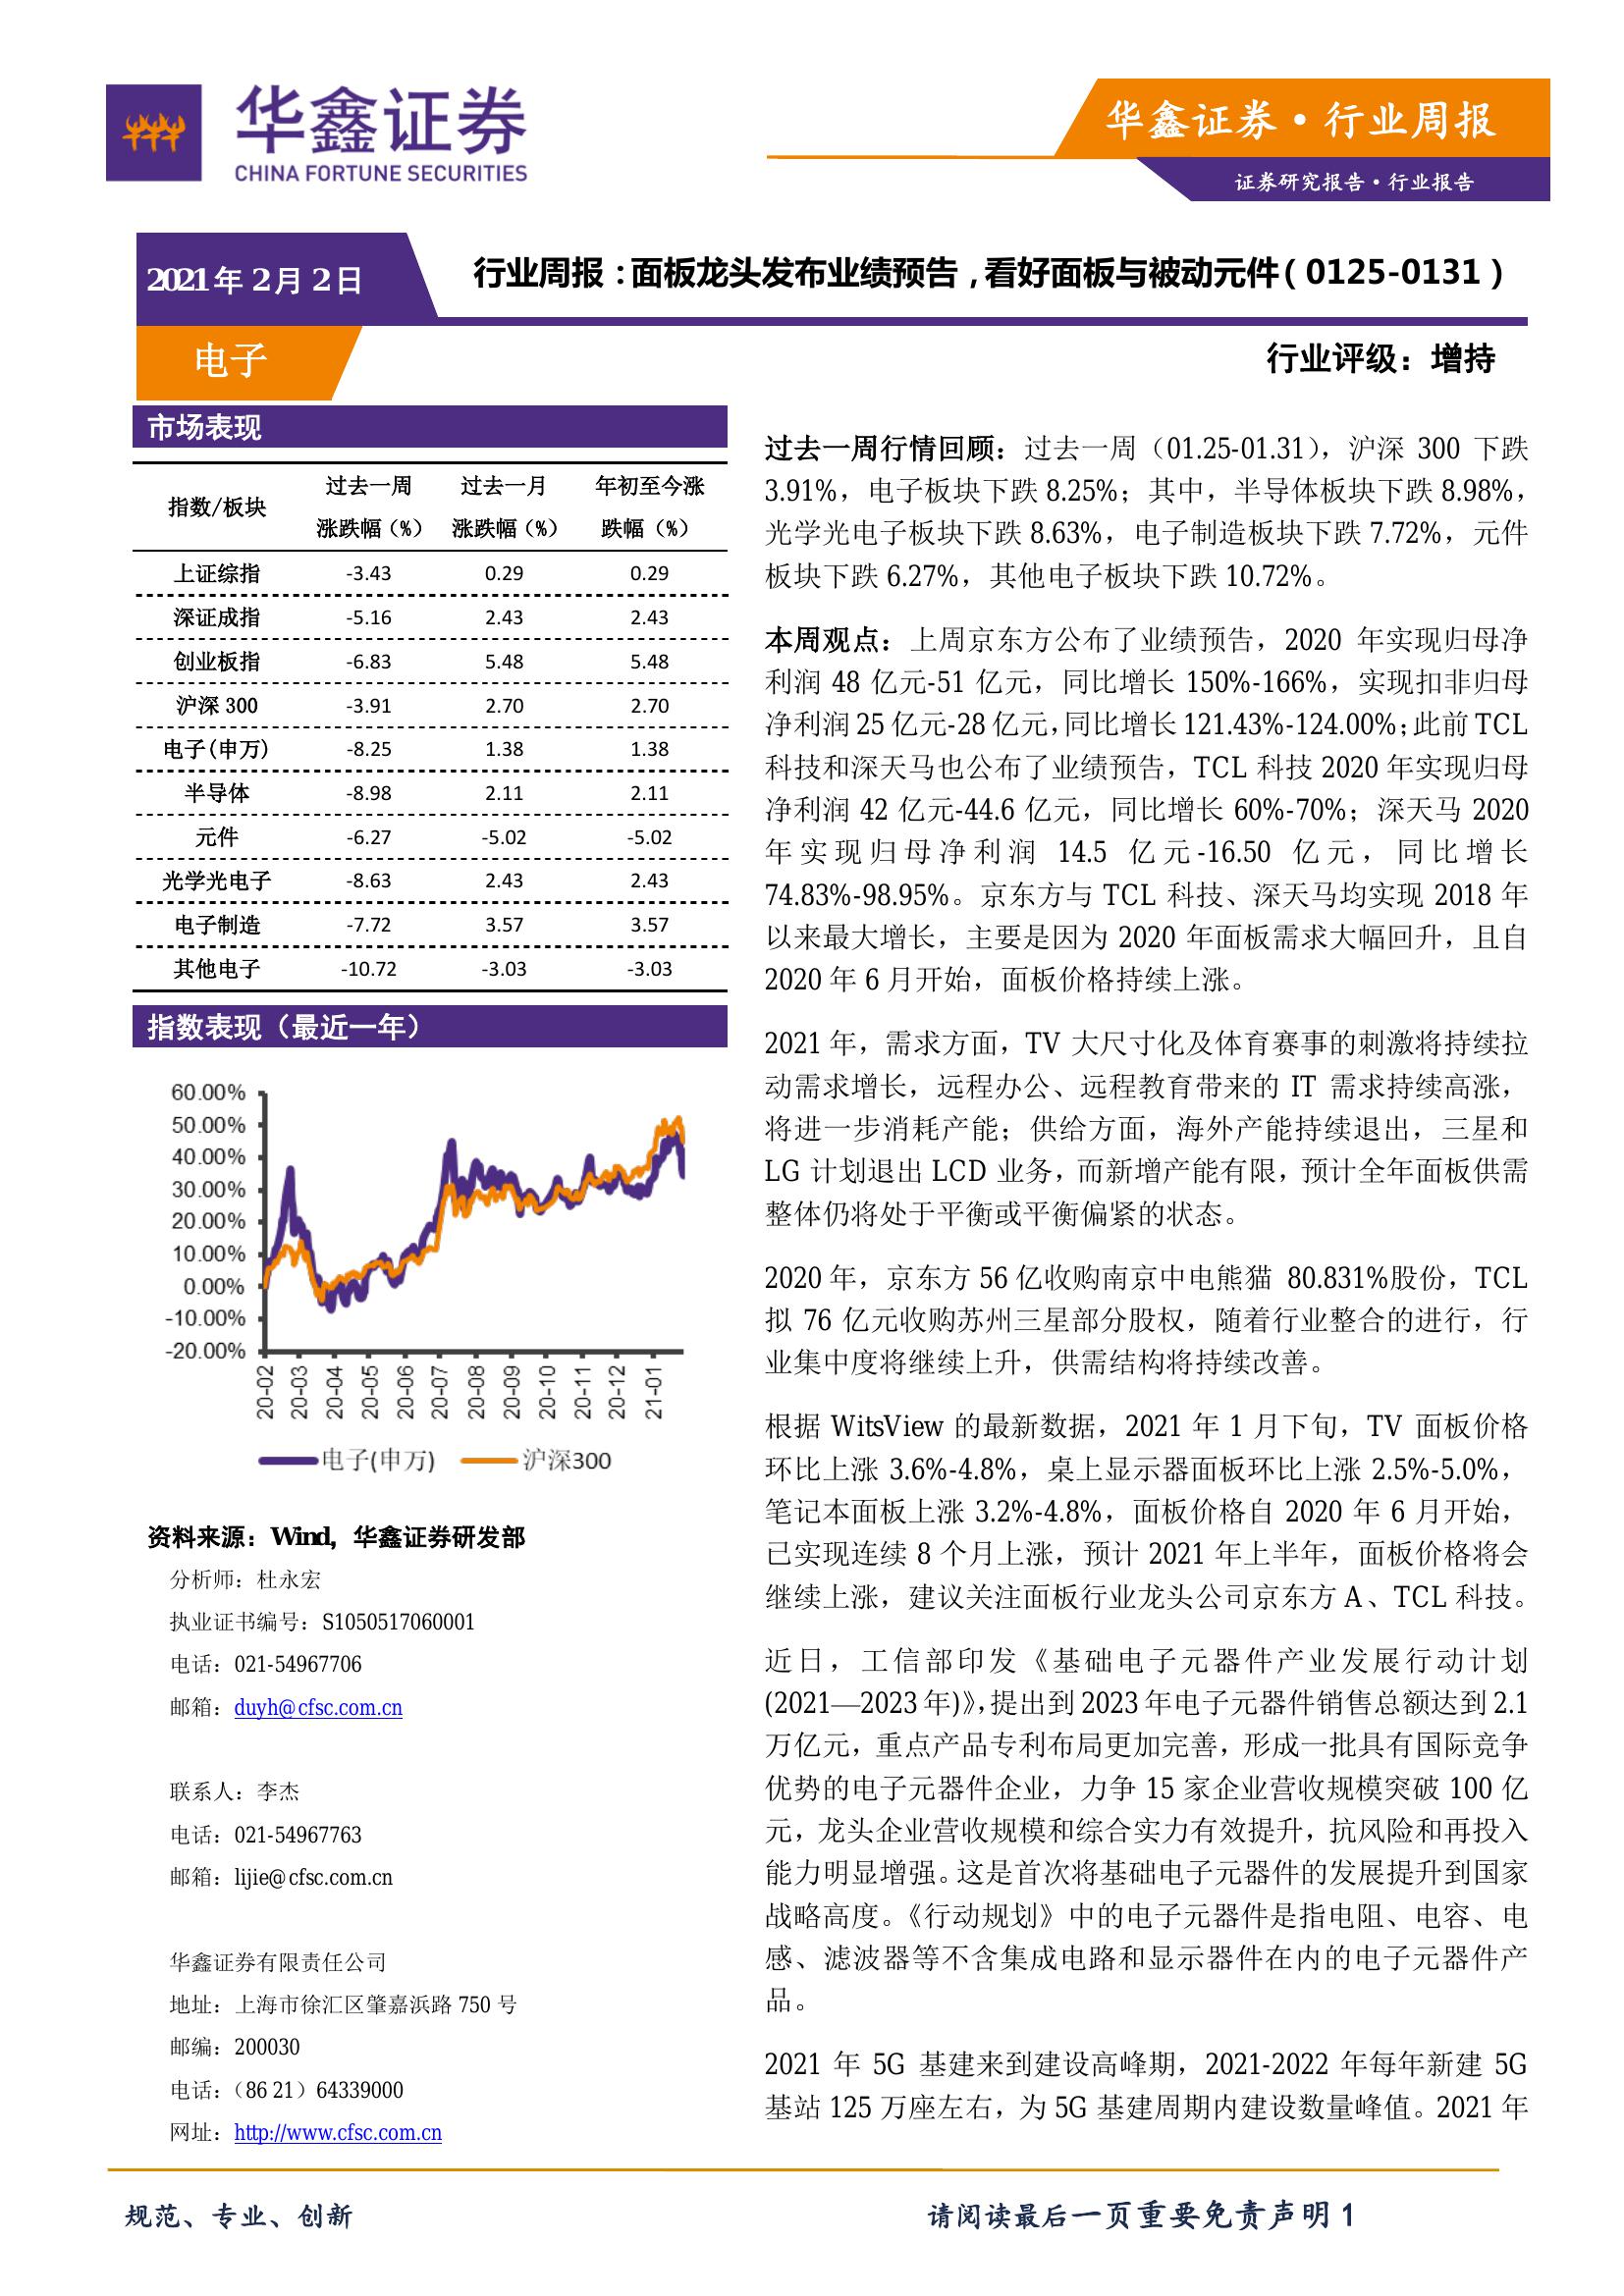 华鑫证券
CHINA FORTUNE SECURITIES
华鑫证券·行业周报
证券研究报告·行业报告
2021年2月2日
行业周报：面板龙头发布业绩预告，看好面板与被动元件（0125-0131）
电子
行业评级：增持
市场表现
指数/板块 过去一周涨跌幅（%） 过去一月涨跌幅（%） 年初至今涨跌幅（%）
上证综指 -3.43 0.29 0.29
深证成指 -5.16 2.43 2.43
创业板指 -6.83 5.48 5.48
沪深 300 -3.91 2.70 2.70
电子(申万) -8.25 1.38 1.38
半导体 -8.98 2.11 2.11
元件 -6.27 -5.02 -5.02
光学光电子 -8.63 2.43 2.43
电子制造 -7.72 3.57 3.57
其他电子 -10.72 -3.03 -3.03
指数表现（最近一年）
60.00%
50.00%
40.00%
30.00%
20.00%
10.00%
0.00%
-10.00%
-20.00%
20-02 20-03 20-04 20-05 20-06 20-07 20-08 20-09 20-10 20-11 20-12 21-01
电子(申万) 沪深300
资料来源：Wind，华鑫证券研发部
分析师：杜永宏
执业证书编号：S1050517060001
电话：021-54967706
邮箱：duyh@cfsc.com.cn
联系人：李杰
电话：021-54967763
邮箱：lijie@cfsc.com.cn
华鑫证券有限责任公司
地址：上海市徐汇区肇嘉浜路 750 号
邮编：200030
电话：（86 21）64339000
网址：http://www.cfsc.com.cn
过去一周行情回顾：过去一周（01.25-01.31），沪深 300 下跌
3.91%，电子板块下跌 8.25%；其中，半导体板块下跌 8.98%，
光学光电子板块下跌 8.63%，电子制造板块下跌 7.72%，元件
板块下跌 6.27%，其他电子板块下跌 10.72%。
本周观点：上周京东方公布了业绩预告，2020 年实现归母净
利润 48 亿元-51 亿元，同比增长 150%-166%，实现扣非归母
净利润 25 亿元-28 亿元，同比增长 121.43%-124.00%；此前 TCL
科技和深天马也公布了业绩预告，TCL 科技 2020 年实现归母
净利润 42 亿元-44.6 亿元，同比增长 60%-70%；深天马 2020
年实现归母净利润 14.5 亿元-16.50 亿元，同比增长
74.83%-98.95%。京东方与 TCL 科技、深天马均实现 2018 年
以来最大增长，主要是因为 2020 年面板需求大幅回升，且自
2020 年 6 月开始，面板价格持续上涨。
2021 年，需求方面，TV 大尺寸化及体育赛事的刺激将持续拉
动需求增长，远程办公、远程教育带来的 IT 需求持续高涨，
将进一步消耗产能；供给方面，海外产能持续退出，三星和
LG 计划退出 LCD 业务，而新增产能有限，预计全年面板供需
整体仍将处于平衡或平衡偏紧的状态。
2020 年，京东方 56 亿收购南京中电熊猫 80.831%股份，TCL
拟 76 亿元收购苏州三星部分股权，随着行业整合的进行，行
业集中度将继续上升，供需结构将持续改善。
根据 WitsView 的最新数据，2021 年 1 月下旬，TV 面板价格
环比上涨 3.6%-4.8%，桌上显示器面板环比上涨 2.5%-5.0%，
笔记本面板上涨 3.2%-4.8%，面板价格自 2020 年 6 月开始，
已实现连续 8 个月上涨，预计 2021 年上半年，面板价格将会
继续上涨，建议关注面板行业龙头公司京东方 A、TCL 科技。
近日，工信部印发《基础电子元器件产业发展行动计划
(2021—2023 年)》，提出到 2023 年电子元器件销售总额达到 2.1
万亿元，重点产品专利布局更加完善，形成一批具有国际竞争
优势的电子元器件企业，力争 15 家企业营收规模突破 100 亿
元，龙头企业营收规模和综合实力有效提升，抗风险和再投入
能力明显增强。这是首次将基础电子元器件的发展提升到国家
战略高度。《行动规划》中的电子元器件是指电阻、电容、电
感、滤波器等不含集成电路和显示器件在内的电子元器件产
品。
2021 年 5G 基建来到建设高峰期，2021-2022 年每年新建 5G
基站 125 万座左右，为 5G 基建周期内建设数量峰值。2021 年
规范、专业、创新
请阅读最后一页重要免责声明 1